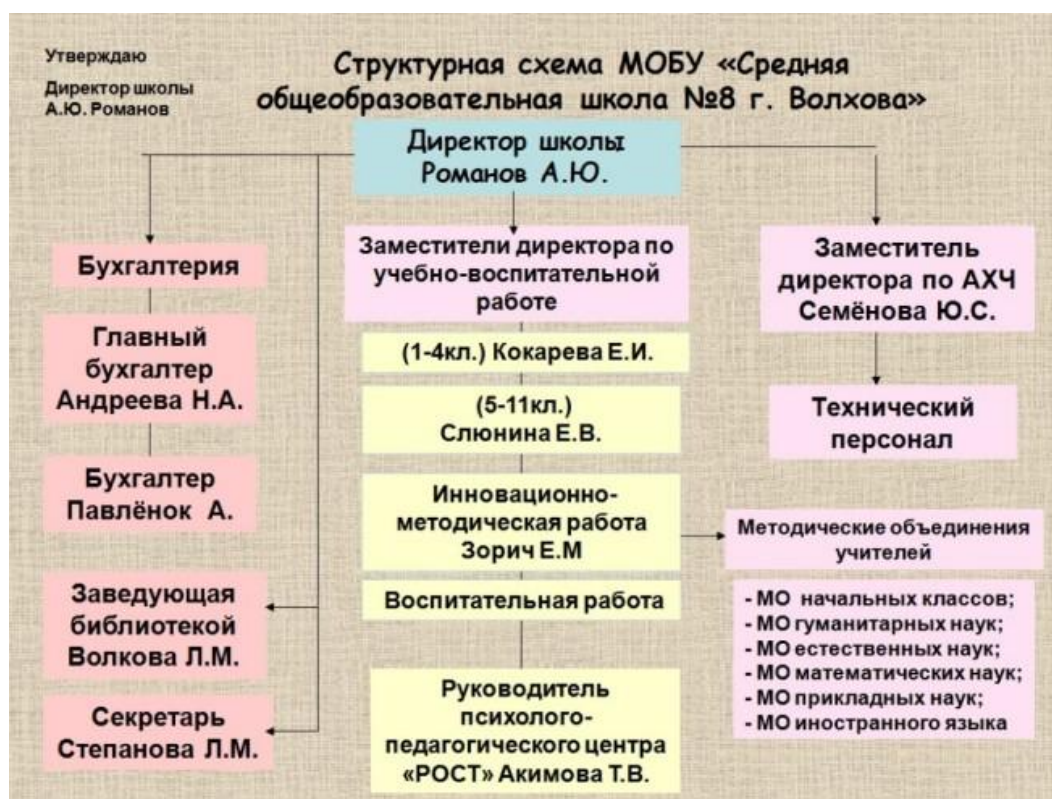 Утверждаю
Директор школы
А.Ю. Романов
Структурная схема МОБУ «Средняя
общеобразовательная школа №8 г. Волхова»
Директор школы
Романов А.Ю.
Бухгалтерия
Главный
бухгалтер
Андреева Н.А.
Бухгалтер
Павлёнок А.
Заведующая
библиотекой
Волкова Л.М.
Секретарь
Степанова Л.М.
Заместители директора по
учебно-воспитательной
работе
(1-4кл.) Кокарева Е.И.
(5-11кл.)
Слюнина Е.В.
Инновационно-
методическая работа
Зорич Е.М
Воспитательная работа
Руководитель
психолого-
педагогического центра
«РОСТ» Акимова Т.В.
Заместитель
директора по АХЧ
Семёнова Ю.С.
Технический
персонал
Методические объединения
учителей
- МО начальных классов;
- МО гуманитарных наук;
- МО естественных наук;
- МО математических наук;
- МО прикладных наук;
- МО иностранного языка